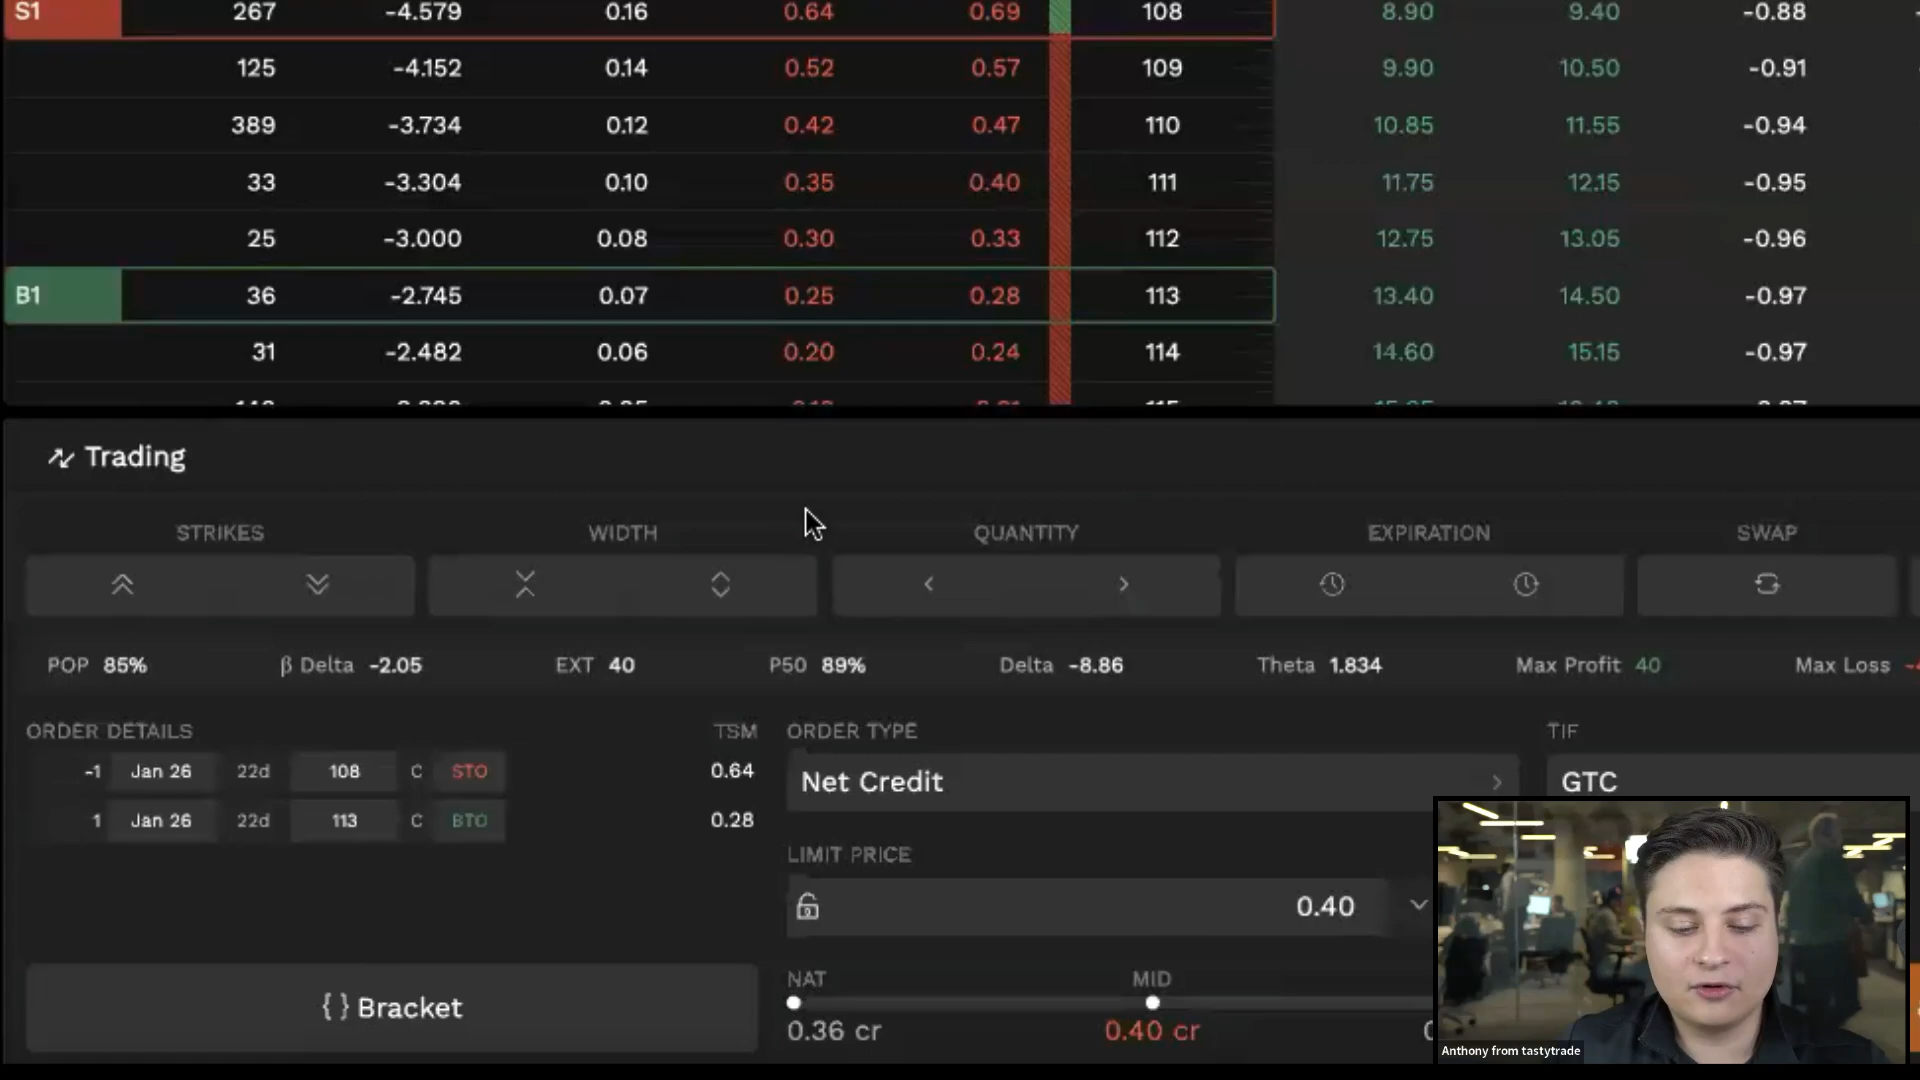 S1 267 -4.579 0.16 0.64 0.69 108 8.90 9.40 -0.88
125 -4.152 0.14 0.52 0.57 109 9.90 10.50 -0.91
389 -3.734 0.12 0.42 0.47 110 10.85 11.55 -0.94
33 -3.304 0.10 0.35 0.40 111 11.75 12.15 -0.95
25 -3.000 0.08 0.30 0.33 112 12.75 13.05 -0.96
B1 36 -2.745 0.07 0.25 0.28 113 13.40 14.50 -0.97
31 -2.482 0.06 0.20 0.24 114 14.60 15.15 -0.97
Trading
STRIKES WIDTH QUANTITY EXPIRATION SWAP
POP 85% β Delta -2.05 EXT 40 P50 89% Delta -8.86 Theta 1.834 Max Profit 40 Max Loss
ORDER DETAILS TSM ORDER TYPE TIF
-1 Jan 26 22d 108 C STO 0.64
Net Credit GTC
1 Jan 26 22d 113 C BTO 0.28
LIMIT PRICE
0.40
NAT MID
{ } Bracket
0.36 cr 0.40 cr
Anthony from tastytrade